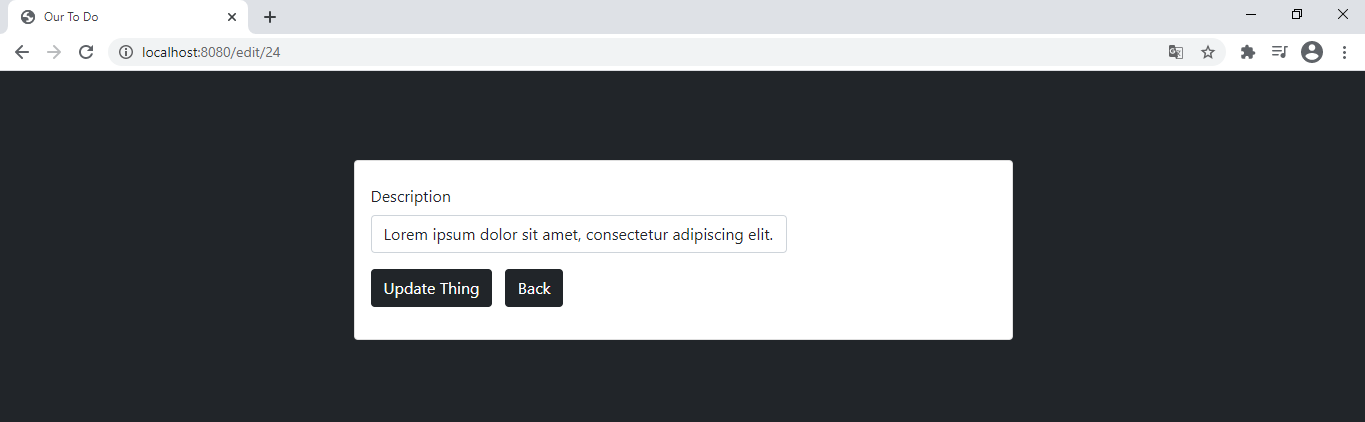 Our To Do
localhost:8080/edit/24
Description
Lorem ipsum dolor sit amet, consectetur adipiscing elit.
Update Thing Back